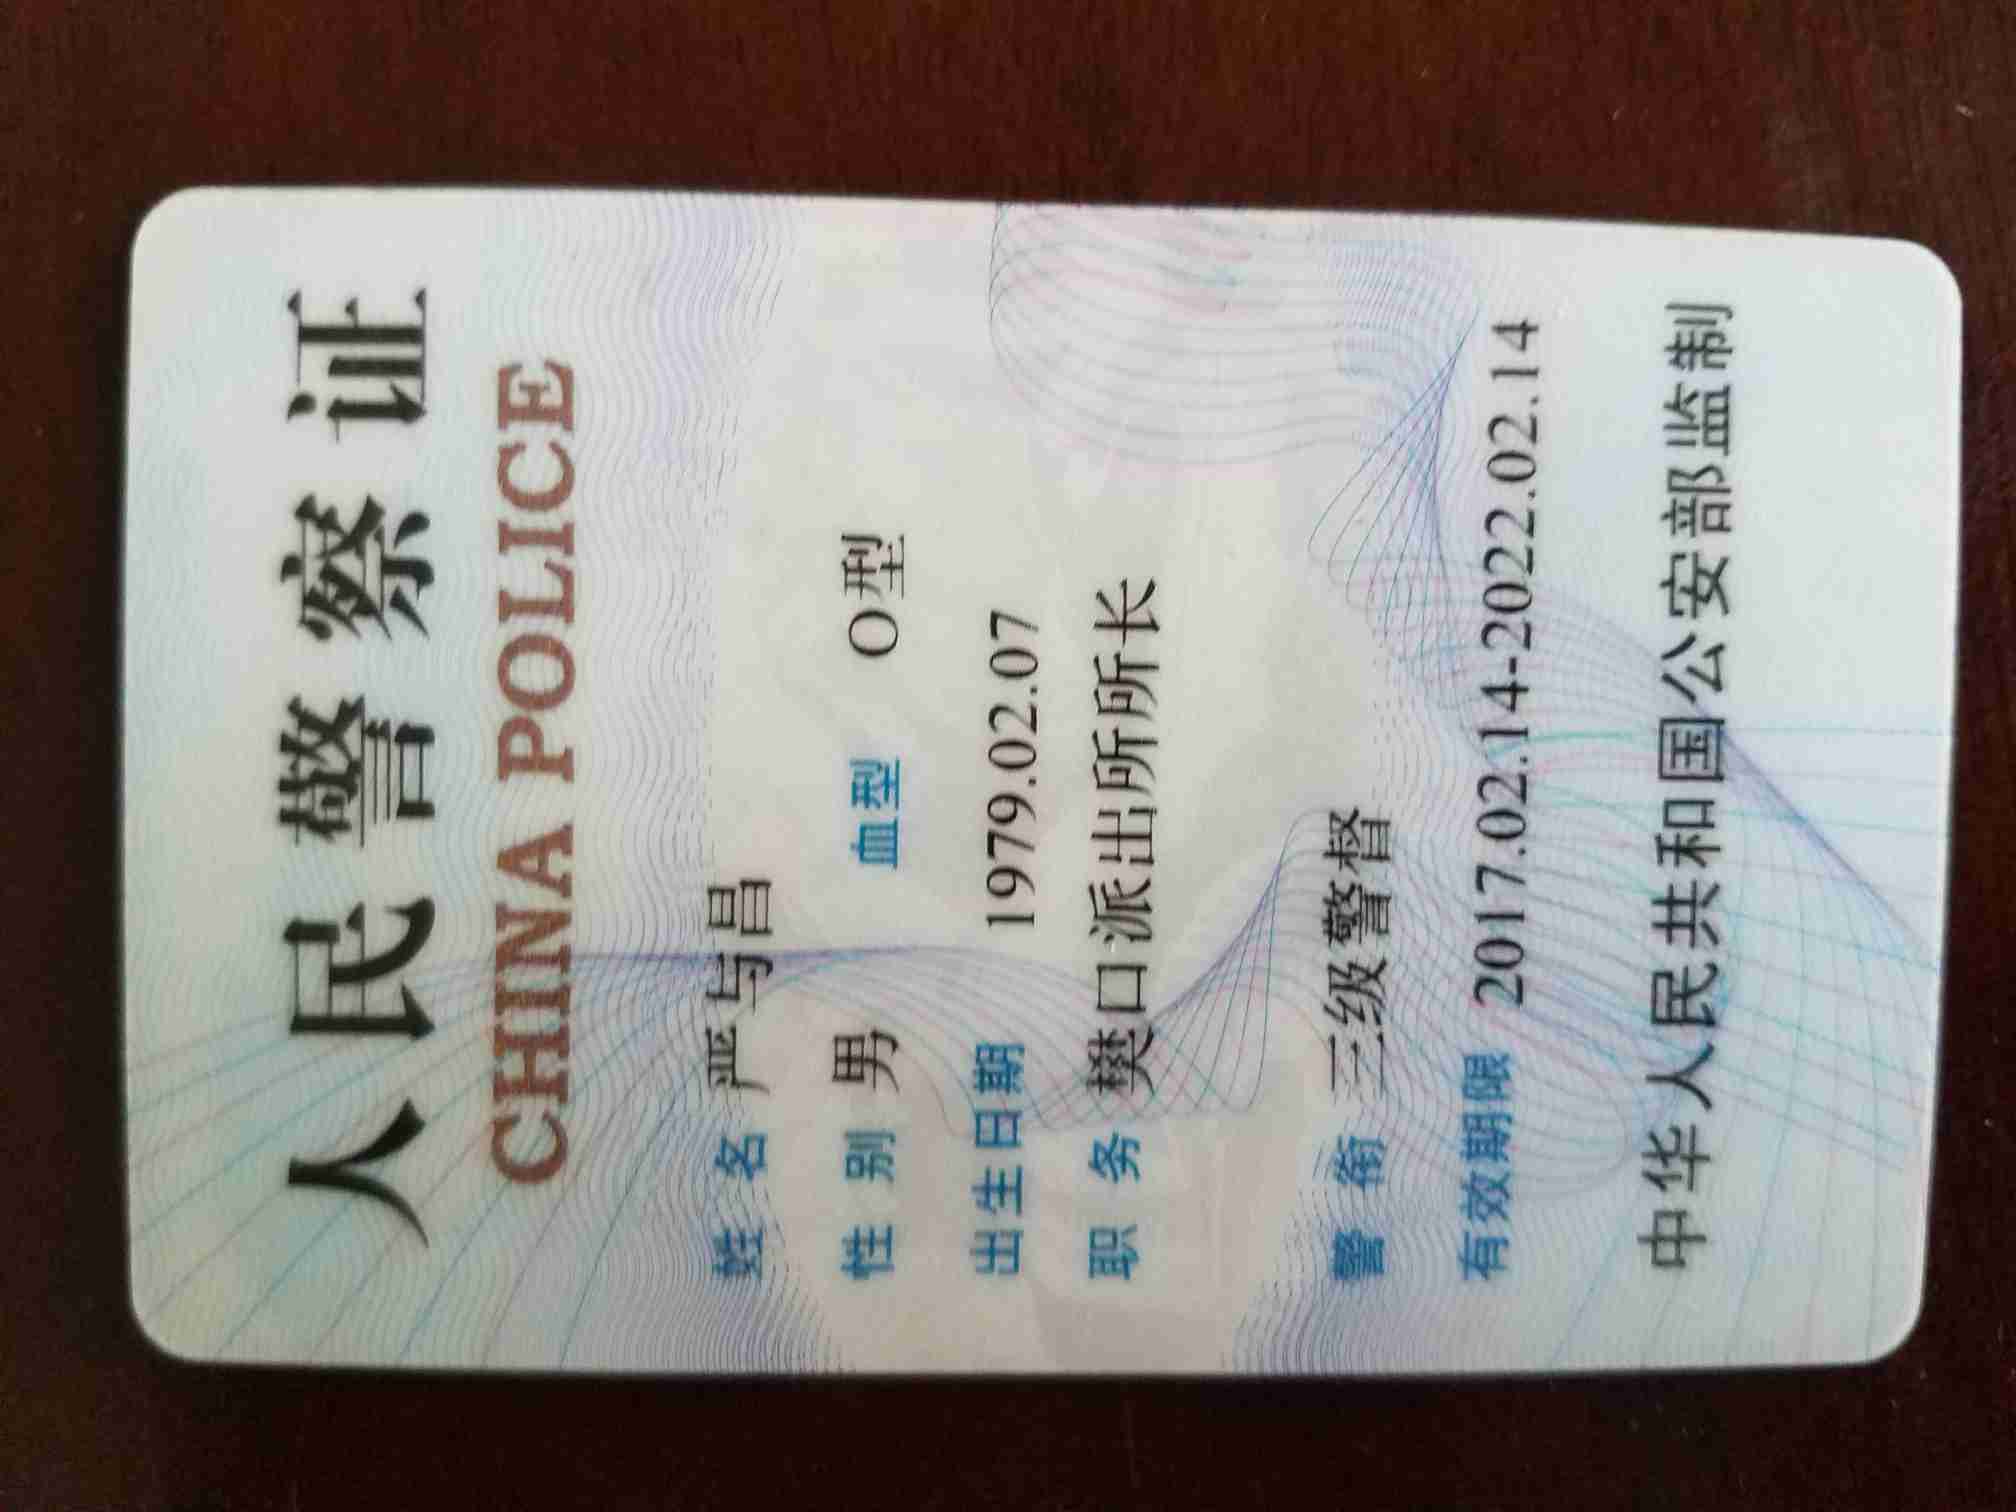 人民警察证
CHINA POLICE
姓 名 严与昌
性 别 男 血型 O型
出生日期 1979.02.07
职 务 樊口派出所所长
警 衔 三级警督
有效期限 2017.02.14-2022.02.14
中华人民共和国公安部监制